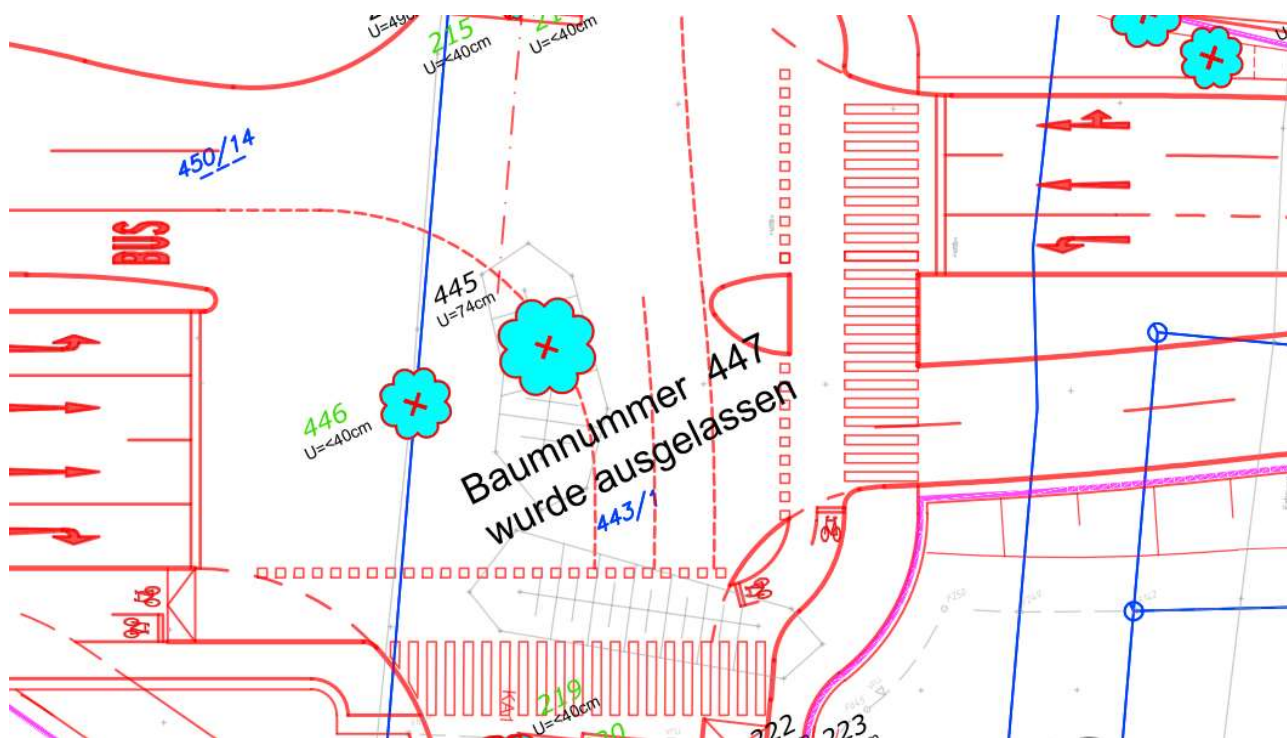 215
U=<40cm
U=<40cm
450/14
BUS
445
U=74cm
446
U=<40cm
Baumnummer 447
wurde ausgelassen
443/1
219
U=<40cm
222
223